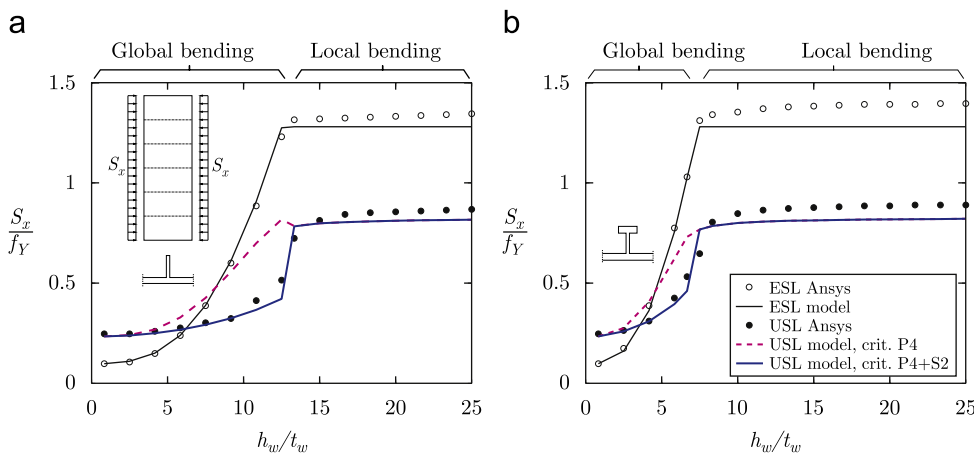 a
Global bending Local bending
1.5
1
0.5
0
S_x
S_x
S_x
f_Y
0 5 10 15 20 25
h_w/t_w
b
Global bending Local bending
1.5
1
0.5
0
S_x
f_Y
ESL Ansys
ESL model
USL Ansys
USL model, crit. P4
USL model, crit. P4+S2
0 5 10 15 20 25
h_w/t_w